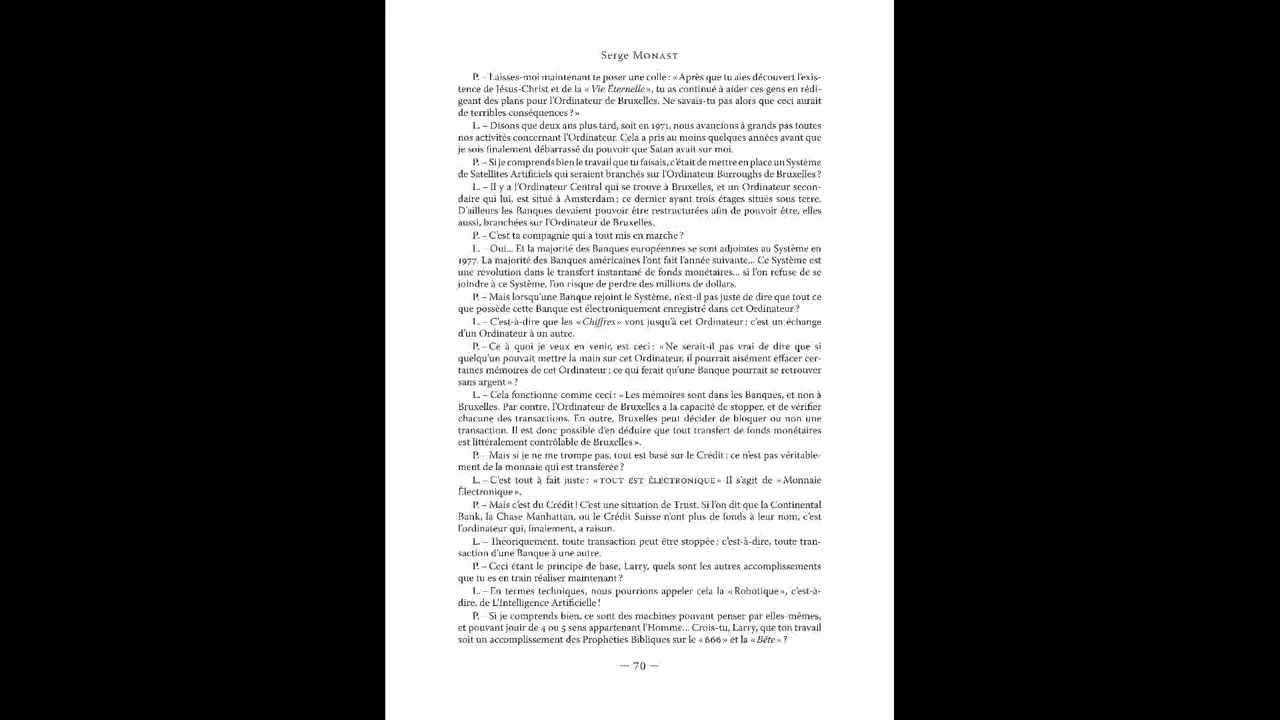 Serge Monast
P. – Laisses-moi maintenant te poser une colle : « Après que tu aies découvert l'exis-
tence de Jésus-Christ et de la « Vie Éternelle », tu as continué à aider ces gens en rédi-
geant des plans pour l'Ordinateur de Bruxelles. Ne savais-tu pas alors que ceci aurait
de terribles conséquences ? »
L. – Disons que deux ans plus tard, soit en 1971, nous avancions à grands pas toutes
nos activités concernant l'Ordinateur. Cela a pris au moins quelques années avant que
je sois finalement débarrassé du pouvoir que Satan avait sur moi.
P. – Si je comprends bien le travail que tu faisais, c'était de mettre en place un Système
de Satellites Artificiels qui seraient branchés sur l'Ordinateur Burroughs de Bruxelles ?
L. – Il y a l'Ordinateur Central qui se trouve à Bruxelles, et un Ordinateur secon-
daire qui lui, est situé à Amsterdam ; ce dernier ayant trois étages situés sous terre.
D'ailleurs les Banques devaient pouvoir être restructurées afin de pouvoir être, elles
aussi, branchées sur l'Ordinateur de Bruxelles.
P. – C'est ta compagnie qui a tout mis en marche ?
L. – Oui... Et la majorité des Banques européennes se sont adjointes au Système en
1977. La majorité des Banques américaines l'ont fait l'année suivante... Ce Système est
une révolution dans le transfert instantané de fonds monétaires... si l'on refuse de se
joindre à ce Système, l'on risque de perdre des millions de dollars.
P. – Mais lorsqu'une Banque rejoint le Système, n'est-il pas juste de dire que tout ce
que possède cette Banque est électroniquement enregistré dans cet Ordinateur ?
L. – C'est-à-dire que les « Chiffres » vont jusqu'à cet Ordinateur ; c'est un échange
d'un Ordinateur à un autre.
P. – Ce à quoi je veux en venir, est ceci : « Ne serait-il pas vrai de dire que si
quelqu'un pouvait mettre la main sur cet Ordinateur, il pourrait aisément effacer cer-
taines mémoires de cet Ordinateur ; ce qui ferait qu'une Banque pourrait se retrouver
sans argent » ?
L. – Cela fonctionne comme ceci : « Les mémoires sont dans les Banques, et non à
Bruxelles. Par contre, l'Ordinateur de Bruxelles a la capacité de stopper, et de vérifier
chacune des transactions. En outre, Bruxelles peut décider de bloquer ou non une
transaction. Il est donc possible d'en déduire que tout transfert de fonds monétaires
est littéralement contrôlable de Bruxelles ».
P. – Mais si je ne me trompe pas, tout est basé sur le Crédit : ce n'est pas véritable-
ment de la monnaie qui est transférée ?
L. – C'est tout à fait juste : « TOUT EST ÉLECTRONIQUE » Il s'agit de « Monnaie
Électronique ».
P. – Mais c'est du Crédit ! C'est une situation de Trust. Si l'on dit que la Continental
Bank, la Chase Manhattan, ou le Crédit Suisse n'ont plus de fonds à leur nom, c'est
l'ordinateur qui, finalement, a raison.
L. – Théoriquement, toute transaction peut être stoppée ; c'est-à-dire, toute tran-
saction d'une Banque à une autre.
P. – Ceci étant le principe de base, Larry, quels sont les autres accomplissements
que tu es en train réaliser maintenant ?
L. – En termes techniques, nous pourrions appeler cela la « Robotique », c'est-à-
dire, de L'Intelligence Artificielle !
P. – Si je comprends bien, ce sont des machines pouvant penser par elles-mêmes,
et pouvant jouir de 4 ou 5 sens appartenant l'Homme... Crois-tu, Larry, que ton travail
soit un accomplissement des Prophéties Bibliques sur le « 666 » et la « Bête » ?
— 70 —